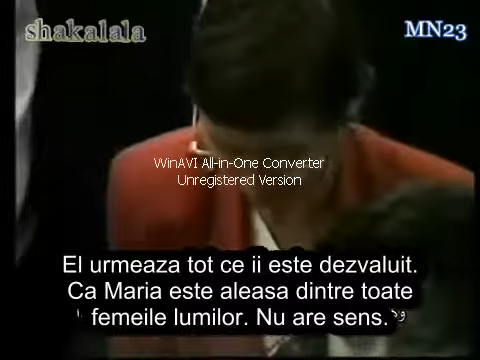 shakalala
MN23
WinAVI All-in-One Converter
Unregistered Version
El urmeaza tot ce ii este dezvaluit.
Ca Maria este aleasa dintre toate
femeile lumilor. Nu are sens.